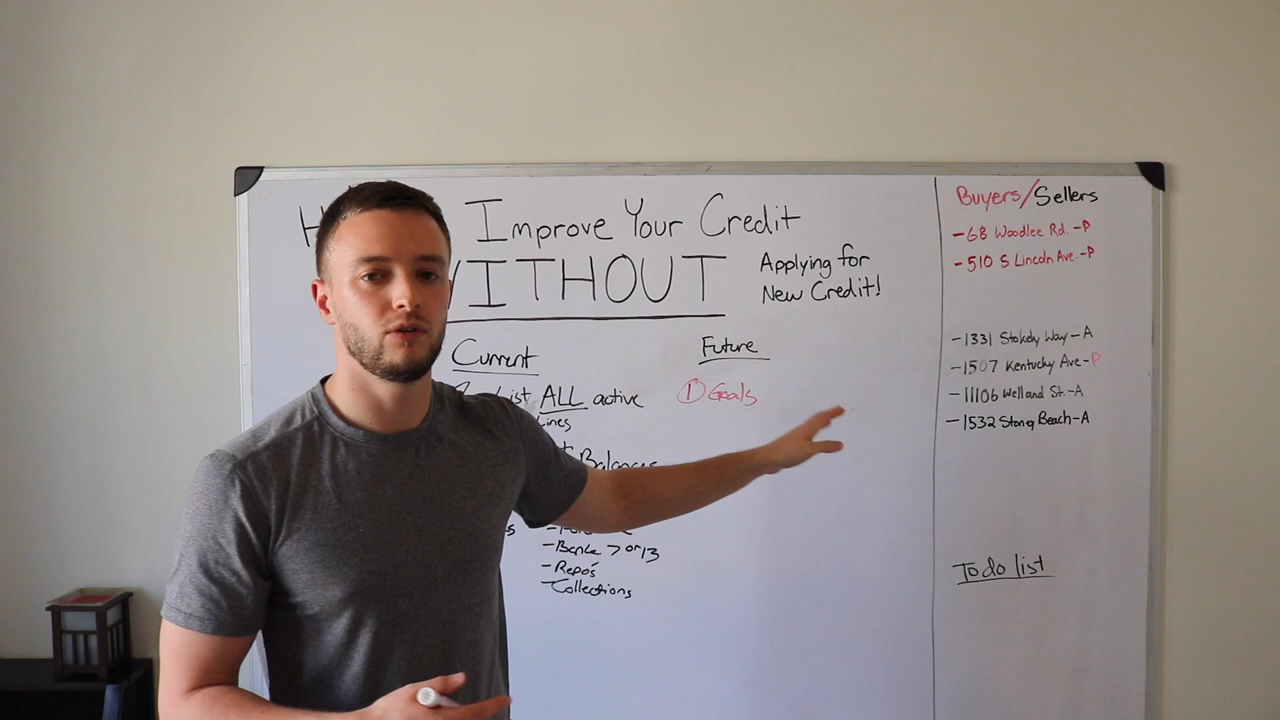 Improve Your Credit
WITHOUT
Applying for
New Credit!
Current
List ALL active
Lines
Balances
- Bank 7 or 13
- Repos
- Collections
Future
① Goals
Buyers/Sellers
- 68 Woodlee Rd. - P
- 510 S Lincoln Ave. - P
- 1331 Stokely Way - A
- 1507 Kentucky Ave - P
- 11106 Welland St. - A
- 1532 Stoney Beach - A
To do list